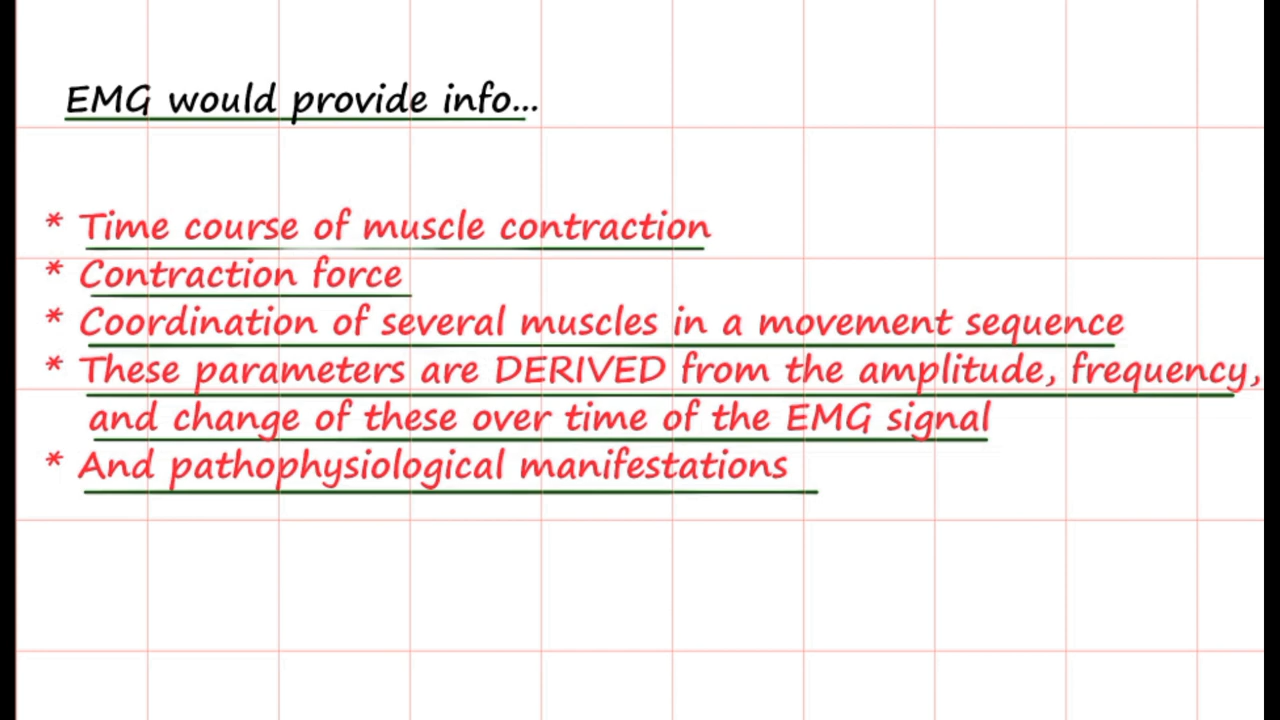 EMG would provide info...
* Time course of muscle contraction
* Contraction force
* Coordination of several muscles in a movement sequence
* These parameters are DERIVED from the amplitude, frequency,
and change of these over time of the EMG signal
* And pathophysiological manifestations